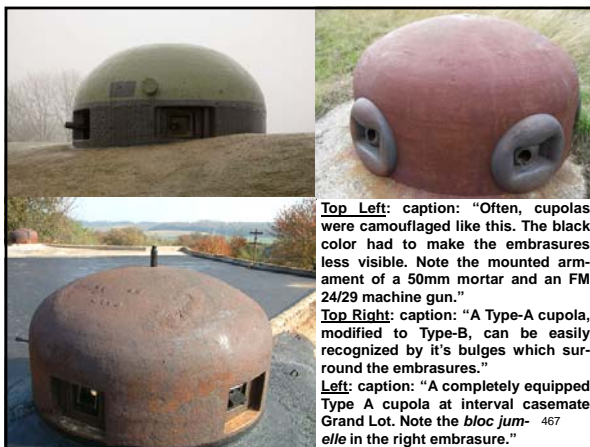 Top Left: caption: “Often, cupolas
were camouflaged like this. The black
color had to make the embrasures
less visible. Note the mounted arm-
ament of a 50mm mortar and an FM
24/29 machine gun.”
Top Right: caption: “A Type-A cupola,
modified to Type-B, can be easily
recognized by it’s bulges which sur-
round the embrasures.”
Left: caption: “A completely equipped
Type A cupola at interval casemate
Grand Lot. Note the bloc jum- 467
elle in the right embrasure.”